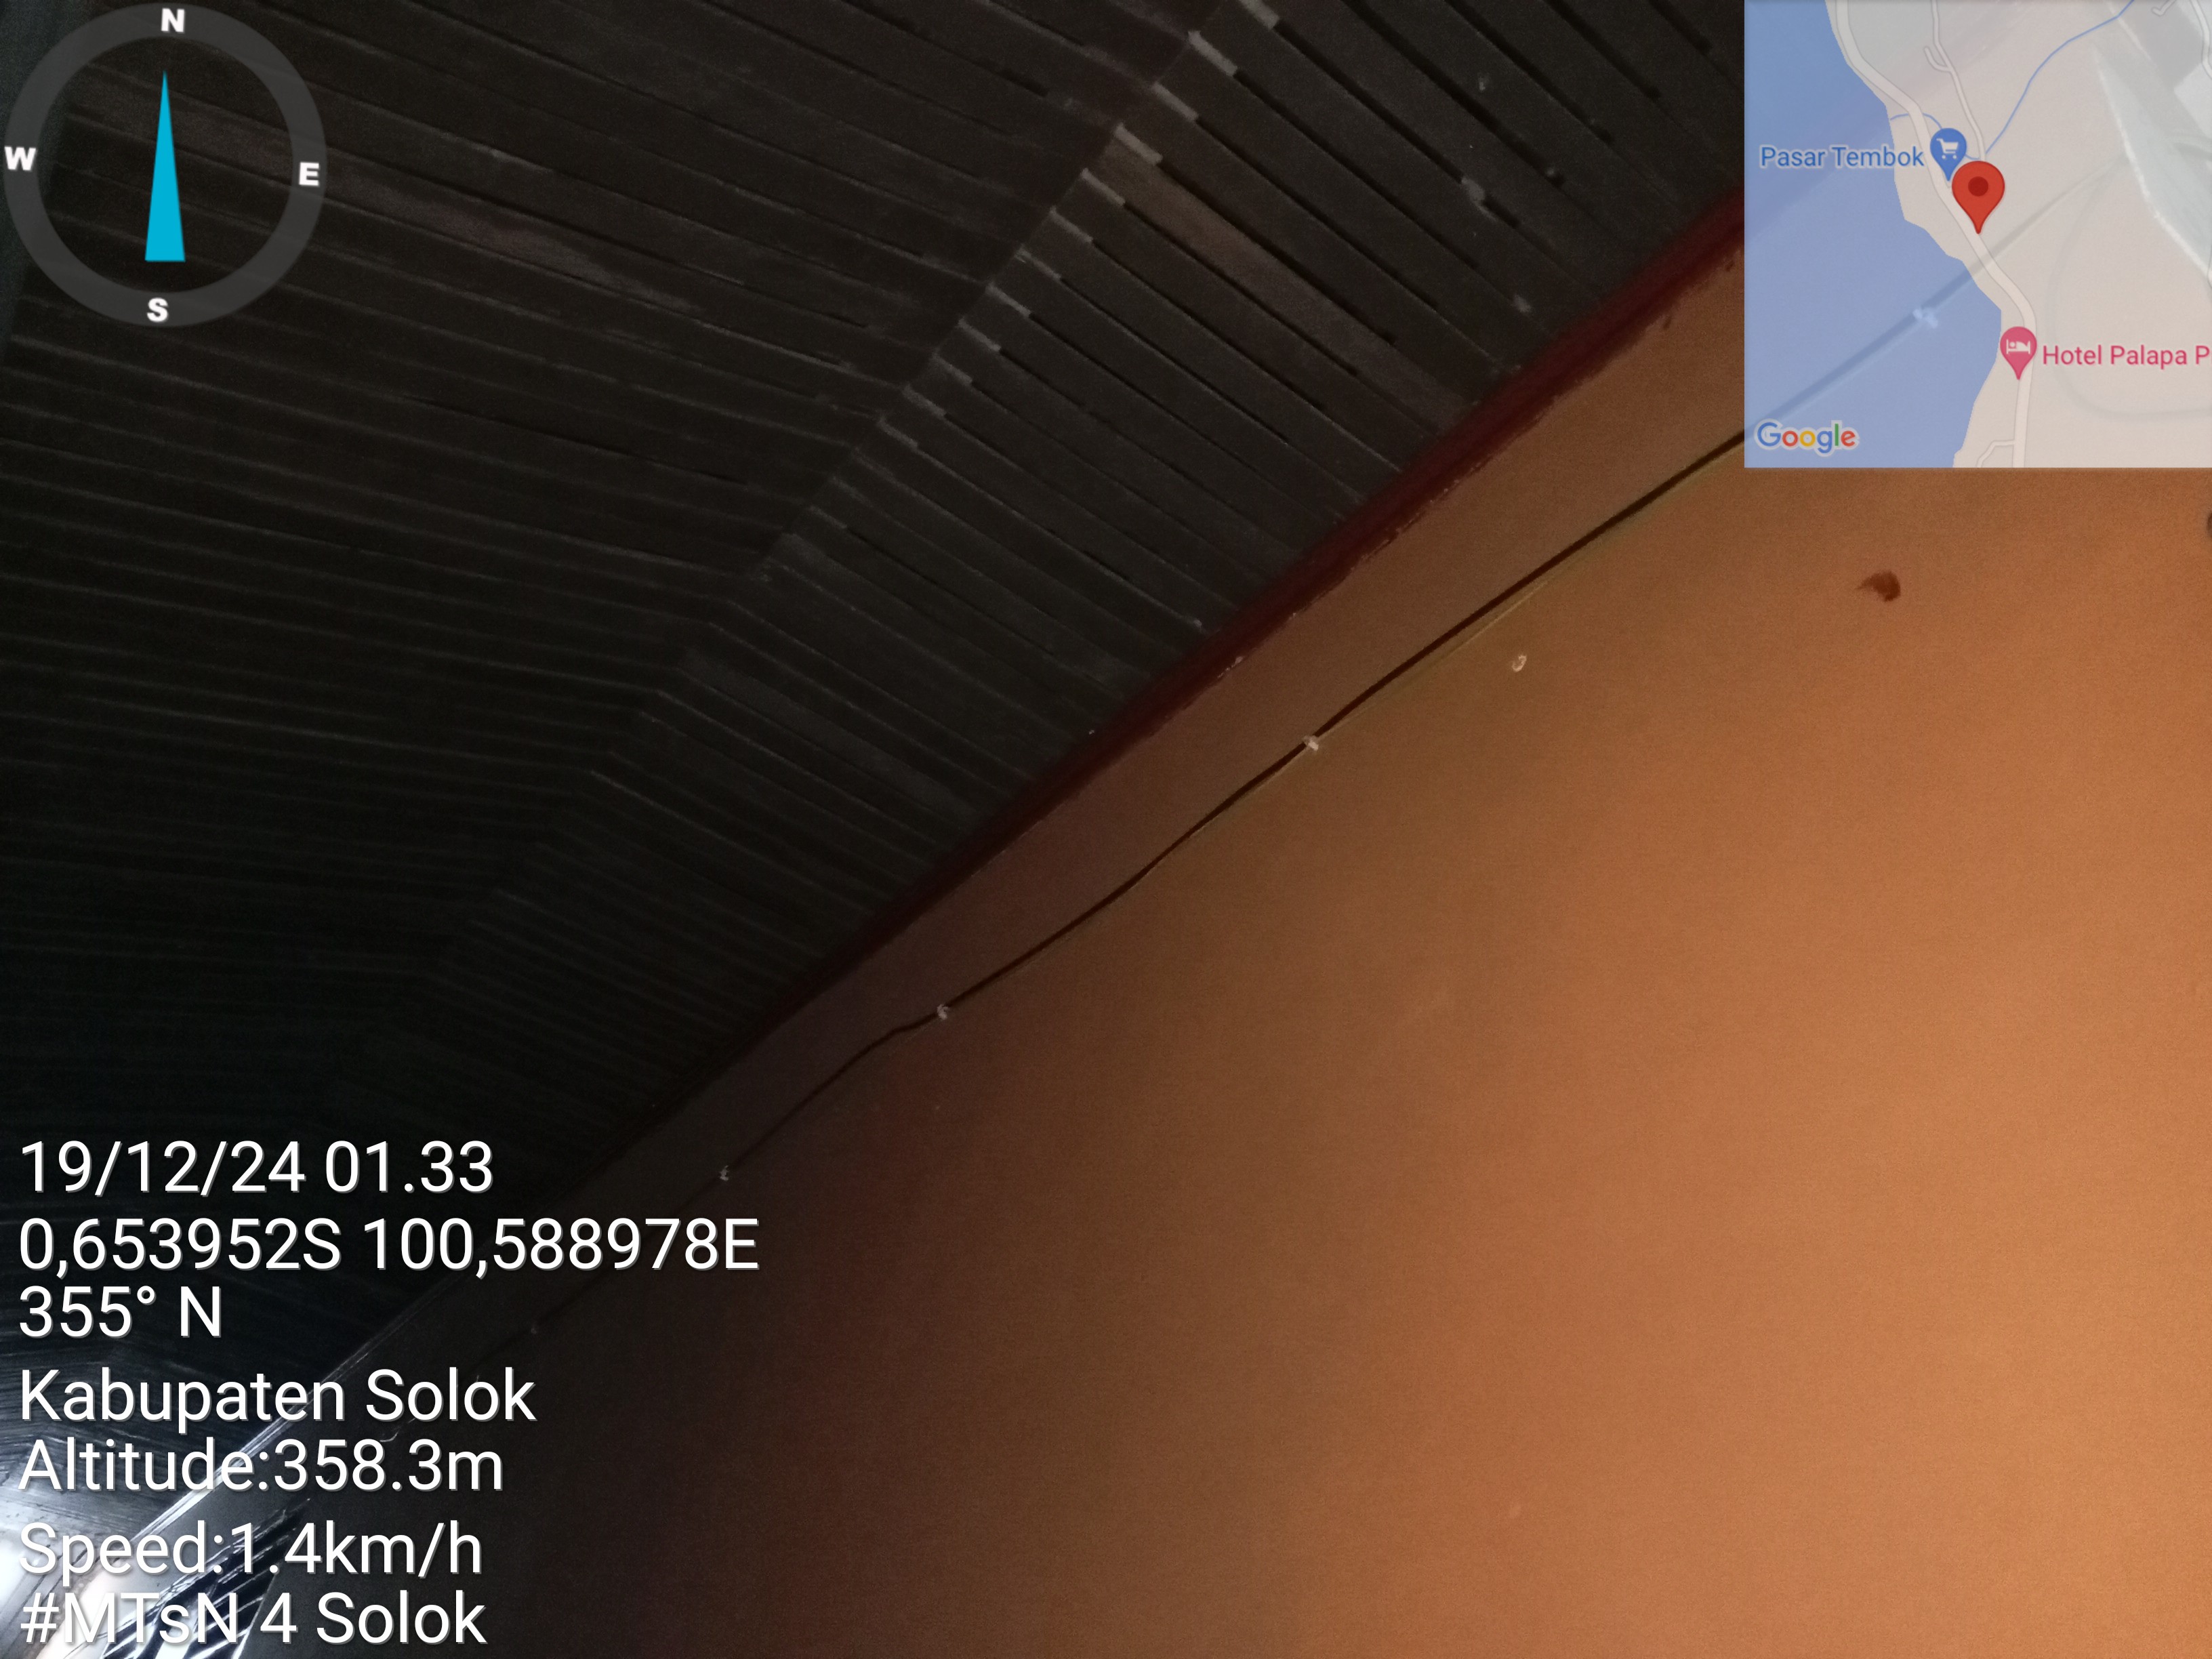 N
W
E
S
Pasar Tembok
Hotel Palapa P
Google
19/12/24 01.33
0,653952S 100,588978E
355° N
Kabupaten Solok
Altitude:358.3m
Speed:1.4km/h
#MTsN 4 Solok